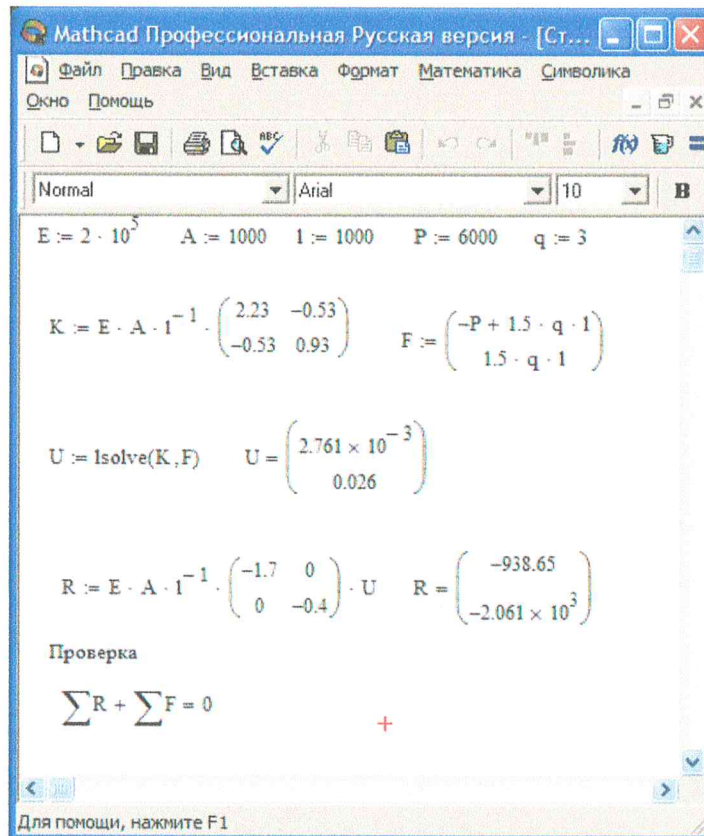 Mathcad Профессиональная Русская версия - [Ст...
Файл Правка Вид Вставка Формат Математика Символика
Окно Помощь
ABC f(x)
Normal Arial 10 B
E := 2 · 10^5 A := 1000 l := 1000 P := 6000 q := 3
K := E · A · l^-1 · (2.23 -0.53
-0.53 0.93) F := (-P + 1.5 · q · l
1.5 · q · l)
U := lsolve(K,F) U = (2.761 × 10^-3
0.026)
R := E · A · l^-1 · (-1.7 0
0 -0.4) · U R = (-938.65
-2.061 × 10^3)
Проверка
∑R + ∑F = 0
Для помощи, нажмите F1